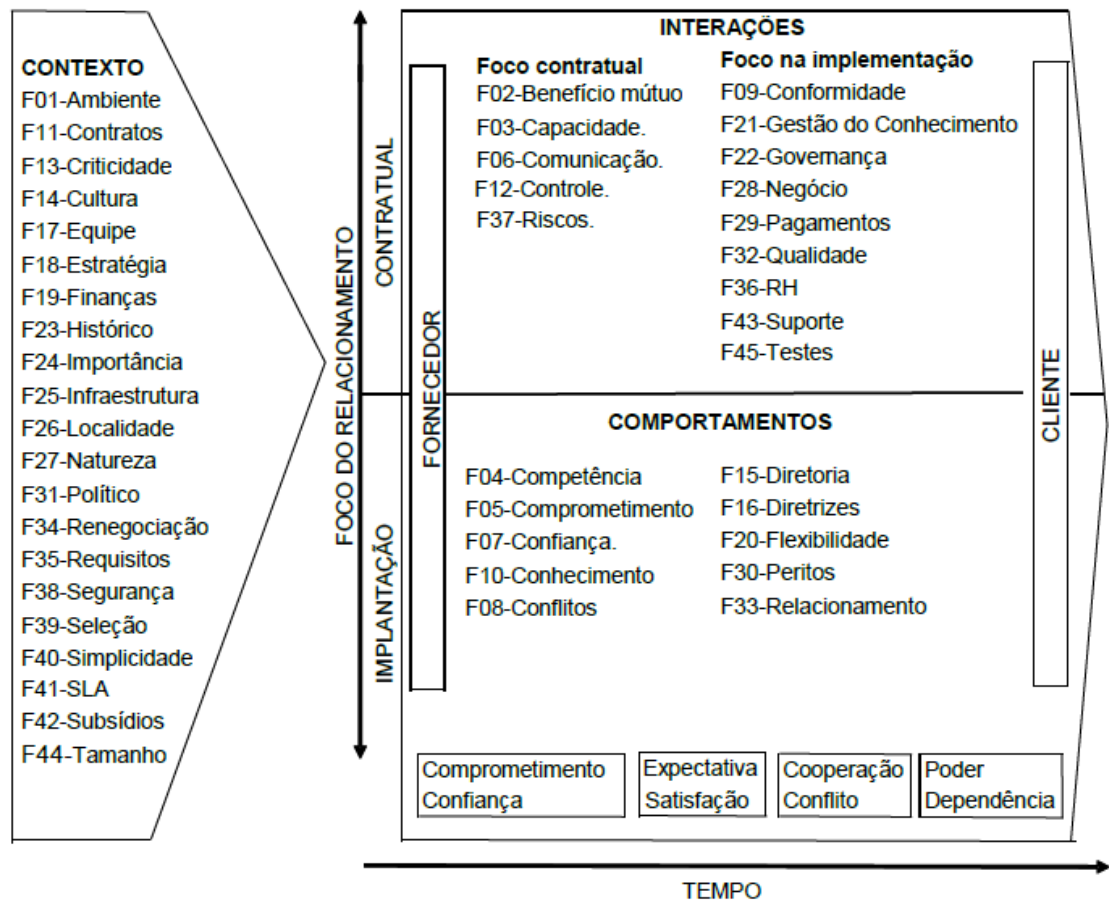 CONTEXTO
F01-Ambiente
F11-Contratos
F13-Criticidade
F14-Cultura
F17-Equipe
F18-Estratégia
F19-Finanças
F23-Histórico
F24-Importância
F25-Infraestrutura
F26-Localidade
F27-Natureza
F31-Político
F34-Renegociação
F35-Requisitos
F38-Segurança
F39-Seleção
F40-Simplicidade
F41-SLA
F42-Subsídios
F44-Tamanho
FOCO DO RELACIONAMENTO
CONTRATUAL
IMPLANTAÇÃO
FORNECEDOR
INTERAÇÕES
Foco contratual
F02-Benefício mútuo
F03-Capacidade.
F06-Comunicação.
F12-Controle.
F37-Riscos.
Foco na implementação
F09-Conformidade
F21-Gestão do Conhecimento
F22-Governança
F28-Negócio
F29-Pagamentos
F32-Qualidade
F36-RH
F43-Suporte
F45-Testes
COMPORTAMENTOS
F04-Competência
F05-Comprometimento
F07-Confiança.
F10-Conhecimento
F08-Conflitos
F15-Diretoria
F16-Diretrizes
F20-Flexibilidade
F30-Peritos
F33-Relacionamento
CLIENTE
Comprometimento
Confiança
Expectativa
Satisfação
Cooperação
Conflito
Poder
Dependência
TEMPO